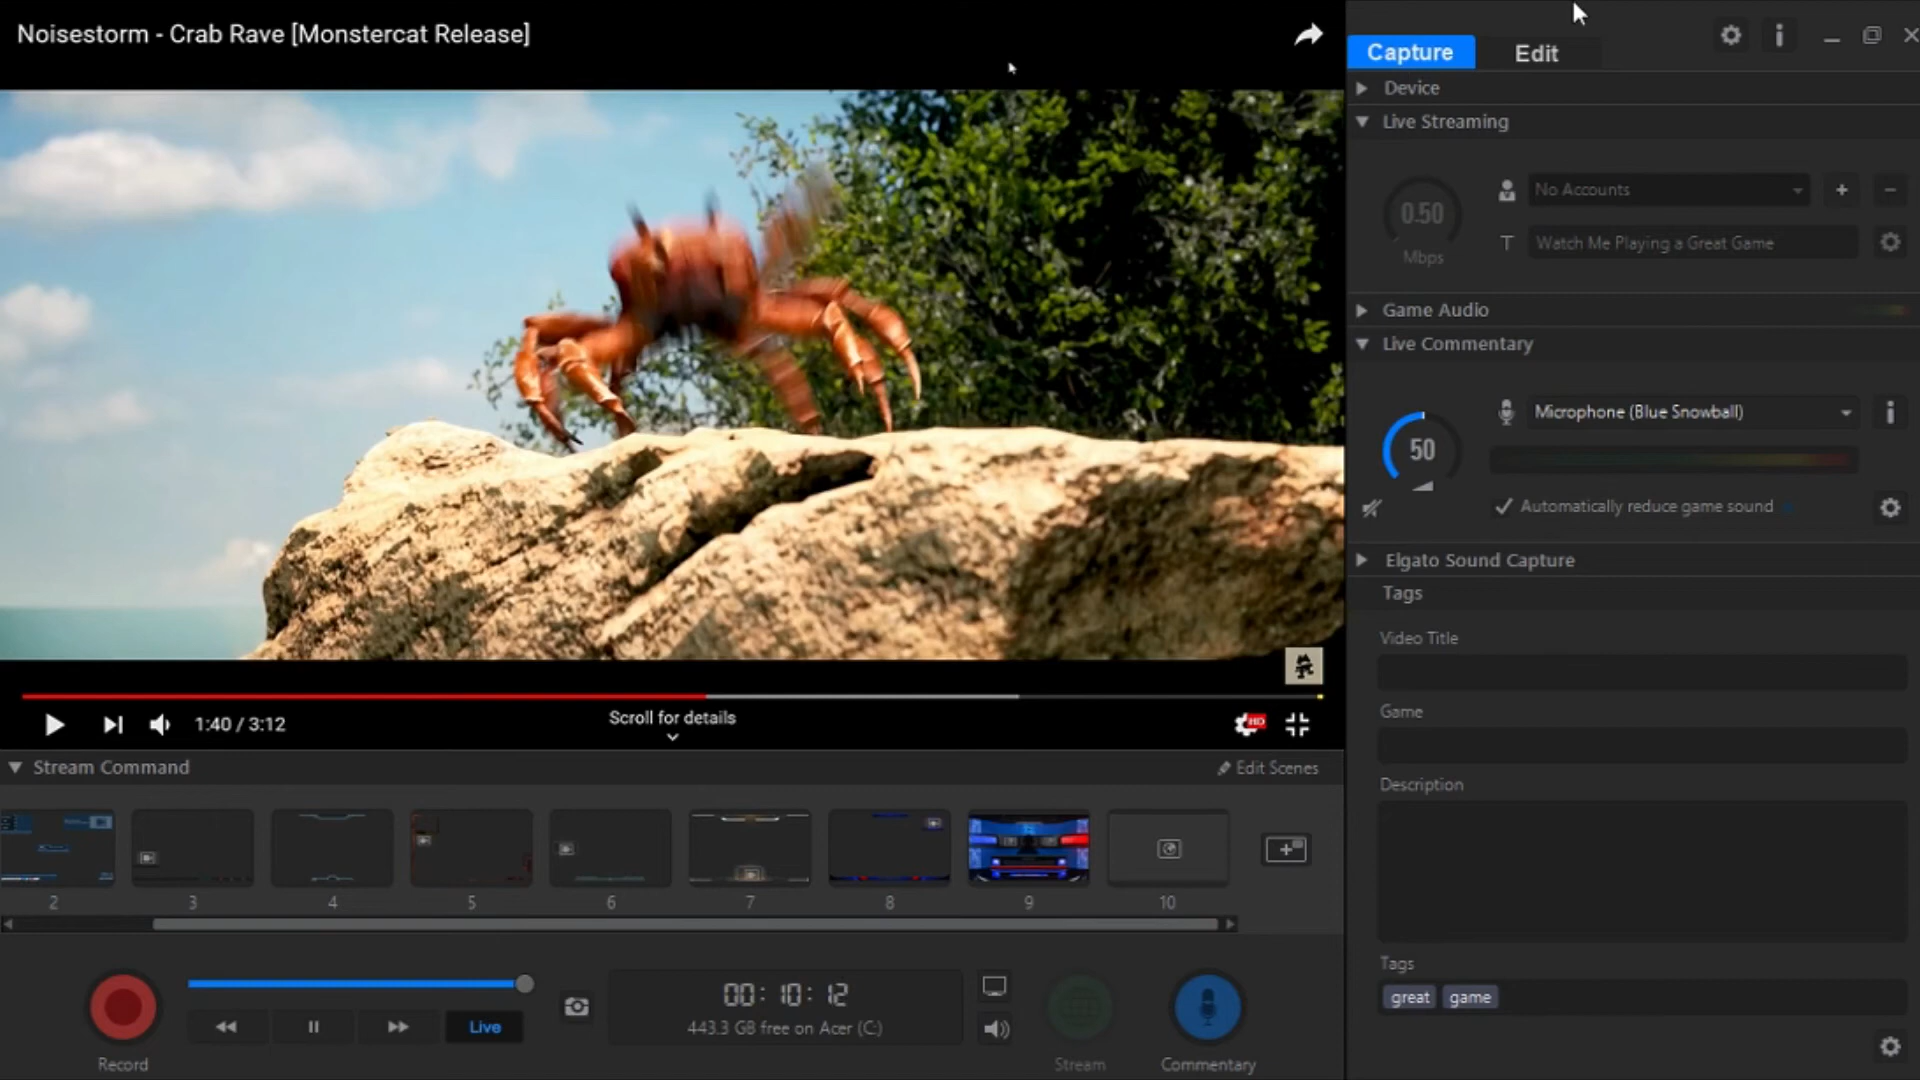 Noisestorm - Crab Rave [Monstercat Release]
Capture
Edit
Device
Live Streaming
0.50
Mbps
No Accounts
T
Watch Me Playing a Great Game
Game Audio
Live Commentary
50
Microphone (Blue Snowball)
Automatically reduce game sound
Elgato Sound Capture
Tags
Video Title
Game
Description
Tags
great game
1:40 / 3:12
Scroll for details
HD
Stream Command
Edit Scenes
2 3 4 5 6 7 8 9 10
Live
00:10:12
443.3 GB free on Acer (C:)
Record
Stream
Commentary